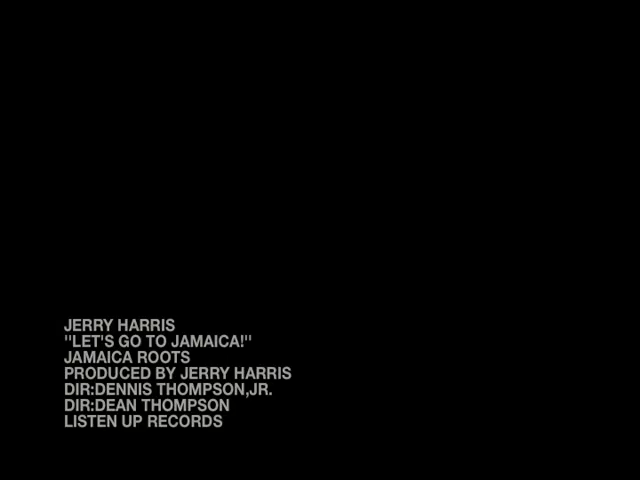 JERRY HARRIS
"LET'S GO TO JAMAICA!"
JAMAICA ROOTS
PRODUCED BY JERRY HARRIS
DIR:DENNIS THOMPSON,JR.
DIR:DEAN THOMPSON
LISTEN UP RECORDS